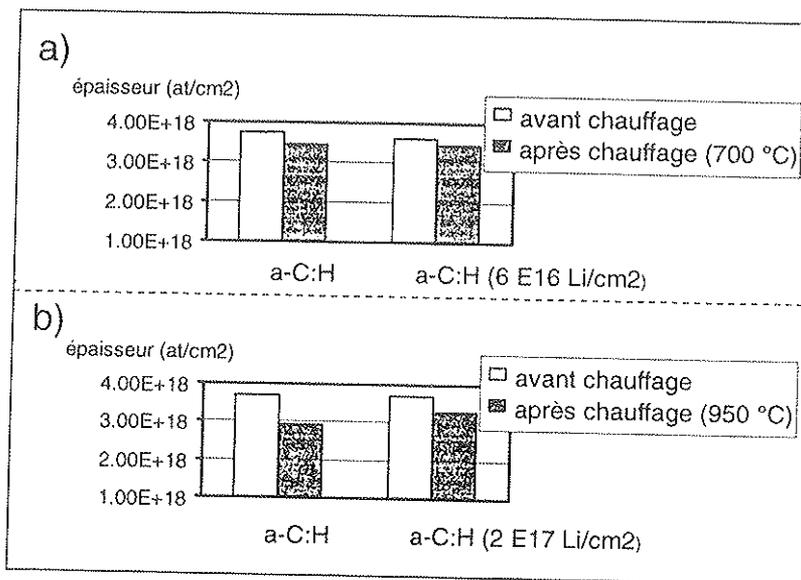 a)
épaisseur (at/cm2)
4.00E+18
3.00E+18
2.00E+18
1.00E+18
avant chauffage
après chauffage (700 °C)
a-C:H
a-C:H (6 E16 Li/cm2)
b)
épaisseur (at/cm2)
4.00E+18
3.00E+18
2.00E+18
1.00E+18
avant chauffage
après chauffage (950 °C)
a-C:H
a-C:H (2 E17 Li/cm2)